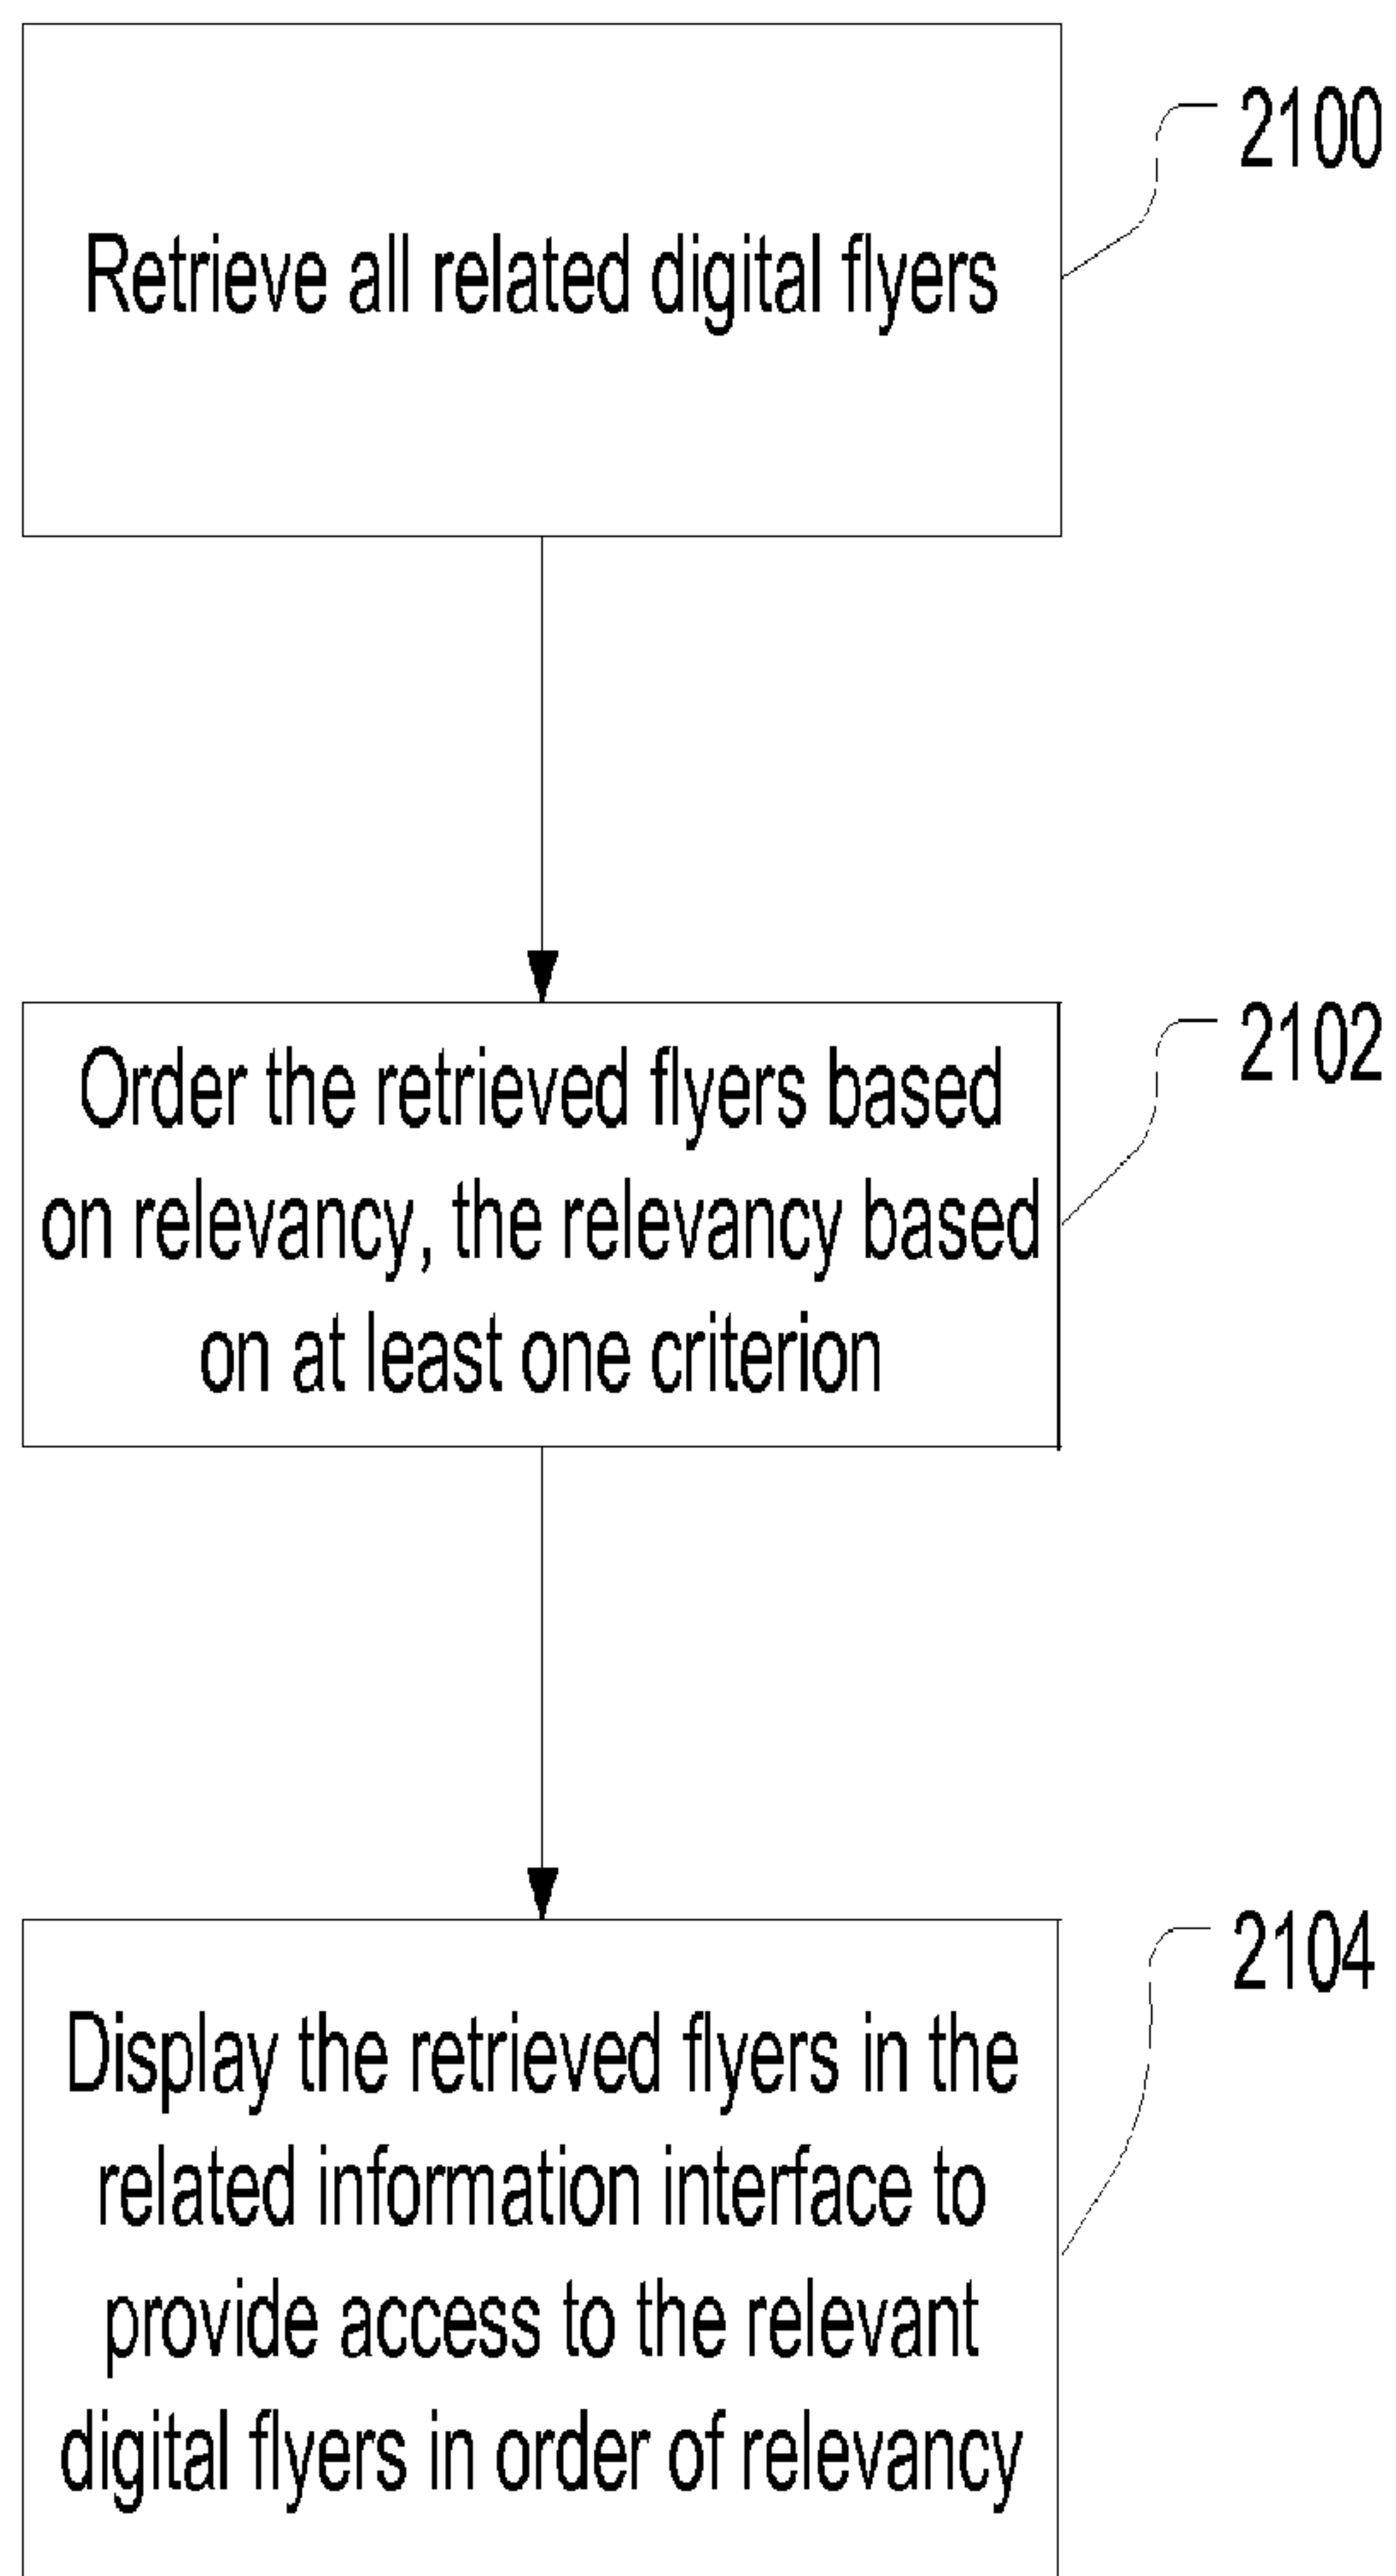 2100
Retrieve all related digital flyers
2102
Order the retrieved flyers based
on relevancy, the relevancy based
on at least one criterion
2104
Display the retrieved flyers in the
related information interface to
provide access to the relevant
digital flyers in order of relevancy